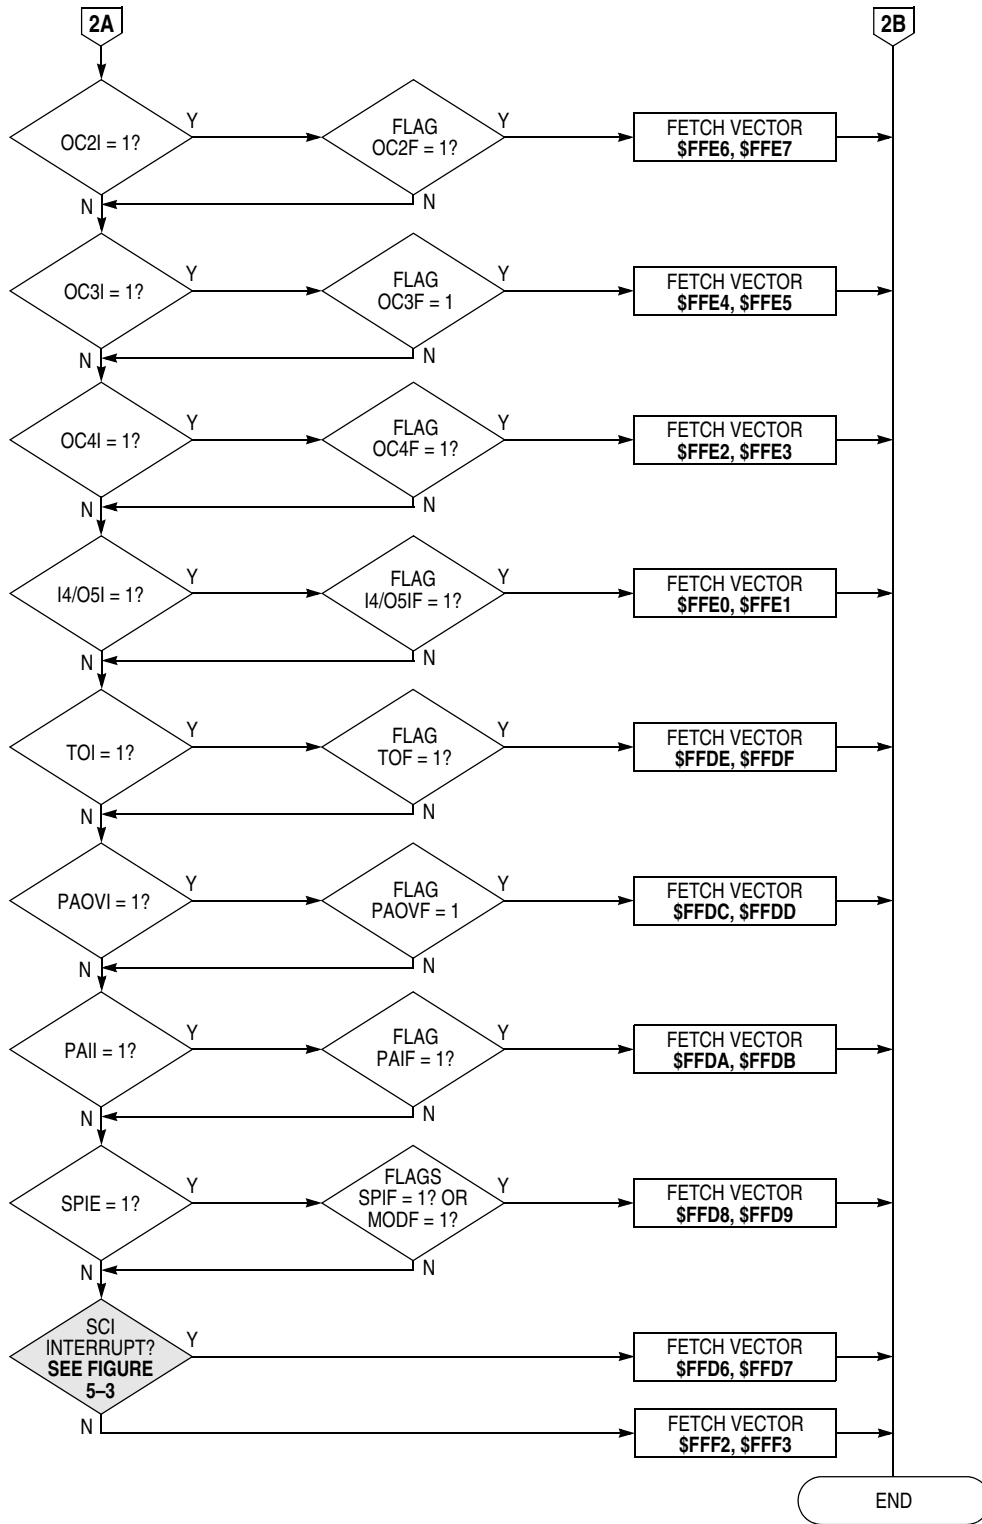 2A
2B
OC2I = 1?
Y
FLAG
OC2F = 1?
Y
FETCH VECTOR
$FFE6, $FFE7
N
N
OC3I = 1?
Y
FLAG
OC3F = 1
Y
FETCH VECTOR
$FFE4, $FFE5
N
N
OC4I = 1?
Y
FLAG
OC4F = 1?
Y
FETCH VECTOR
$FFE2, $FFE3
N
N
I4/O5I = 1?
Y
FLAG
I4/O5IF = 1?
Y
FETCH VECTOR
$FFE0, $FFE1
N
N
TOI = 1?
Y
FLAG
TOF = 1?
Y
FETCH VECTOR
$FFDE, $FFDF
N
N
PAOVI = 1?
Y
FLAG
PAOVF = 1
Y
FETCH VECTOR
$FFDC, $FFDD
N
N
PAII = 1?
Y
FLAG
PAIF = 1?
Y
FETCH VECTOR
$FFDA, $FFDB
N
N
SPIE = 1?
Y
FLAGS
SPIF = 1? OR
MODF = 1?
Y
FETCH VECTOR
$FFD8, $FFD9
N
N
SCI
INTERRUPT?
SEE FIGURE
5–3
Y
FETCH VECTOR
$FFD6, $FFD7
N
FETCH VECTOR
$FFF2, $FFF3
END